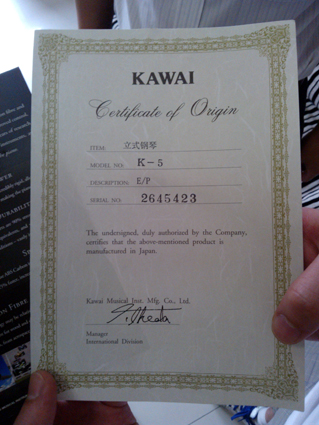 KAWAI
Certificate of Origin
ITEM: 立式钢琴
MODEL NO: K-5
DESCRIPTION: E/P
SERIAL NO: 2645423
The undersigned, duly authorized by the Company,
certifies that the above-mentioned product is
manufactured in Japan.
Kawai Musical Inst. Mfg. Co., Ltd.
Manager
International Division